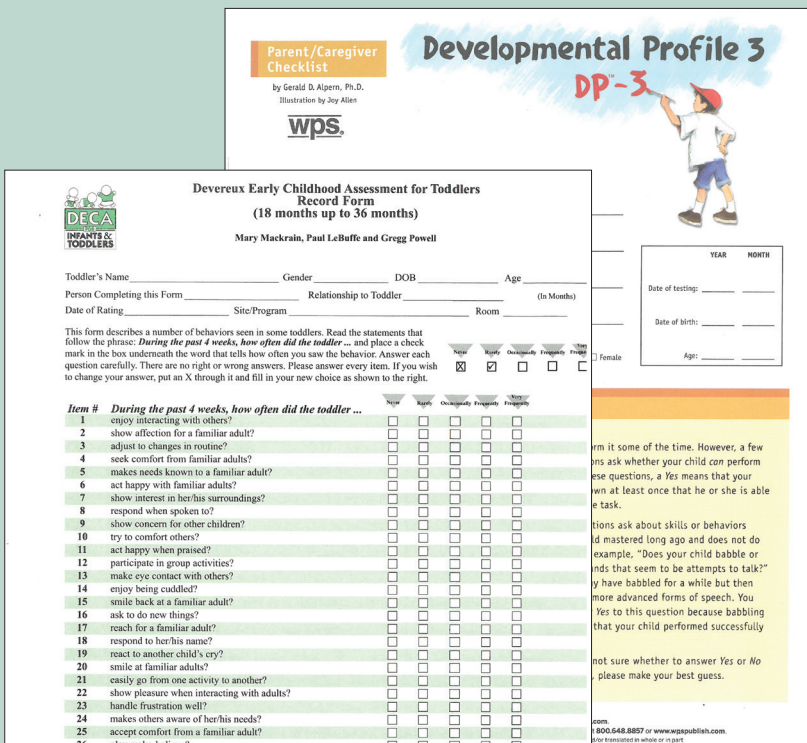 Parent/Caregiver
Checklist
by Gerald D. Alpern, Ph.D.
Illustration by Joy Allen
wps.
Developmental Profile 3
DP™-3
YEAR MONTH
Date of testing:
Date of birth:
Female
Age:
rm it some of the time. However, a few
ns ask whether your child can perform
ese questions, a Yes means that your
wn at least once that he or she is able
e task.
tions ask about skills or behaviors
ld mastered long ago and does not do
example, "Does your child babble or
nds that seem to be attempts to talk?"
y have babbled for a while but then
more advanced forms of speech. You
Yes to this question because babbling
that your child performed successfully
not sure whether to answer Yes or No
, please make your best guess.
.com.
800.648.8857 or www.wpspublish.com.
d/or translated in whole or in part
DECA
FOR
INFANTS &
TODDLERS
Devereux Early Childhood Assessment for Toddlers
Record Form
(18 months up to 36 months)
Mary Mackrain, Paul LeBuffe and Gregg Powell
Toddler's Name Gender DOB Age
Person Completing this Form Relationship to Toddler (In Months)
Date of Rating Site/Program Room
This form describes a number of behaviors seen in some toddlers. Read the statements that
follow the phrase: During the past 4 weeks, how often did the toddler ... and place a check
mark in the box underneath the word that tells how often you saw the behavior. Answer each
question carefully. There are no right or wrong answers. Please answer every item. If you wish
to change your answer, put an X through it and fill in your new choice as shown to the right.
Never Rarely Occasionally Frequently Very
Item # During the past 4 weeks, how often did the toddler ... Never Rarely Occasionally Frequently Very Frequently
1 enjoy interacting with others?
2 show affection for a familiar adult?
3 adjust to changes in routine?
4 seek comfort from familiar adults?
5 makes needs known to a familiar adult?
6 act happy with familiar adults?
7 show interest in her/his surroundings?
8 respond when spoken to?
9 show concern for other children?
10 try to comfort others?
11 act happy when praised?
12 participate in group activities?
13 make eye contact with others?
14 enjoy being cuddled?
15 smile back at a familiar adult?
16 ask to do new things?
17 reach for a familiar adult?
18 respond to her/his name?
19 react to another child's cry?
20 smile at familiar adults?
21 easily go from one activity to another?
22 show pleasure when interacting with adults?
23 handle frustration well?
24 makes others aware of her/his needs?
25 accept comfort from a familiar adult?